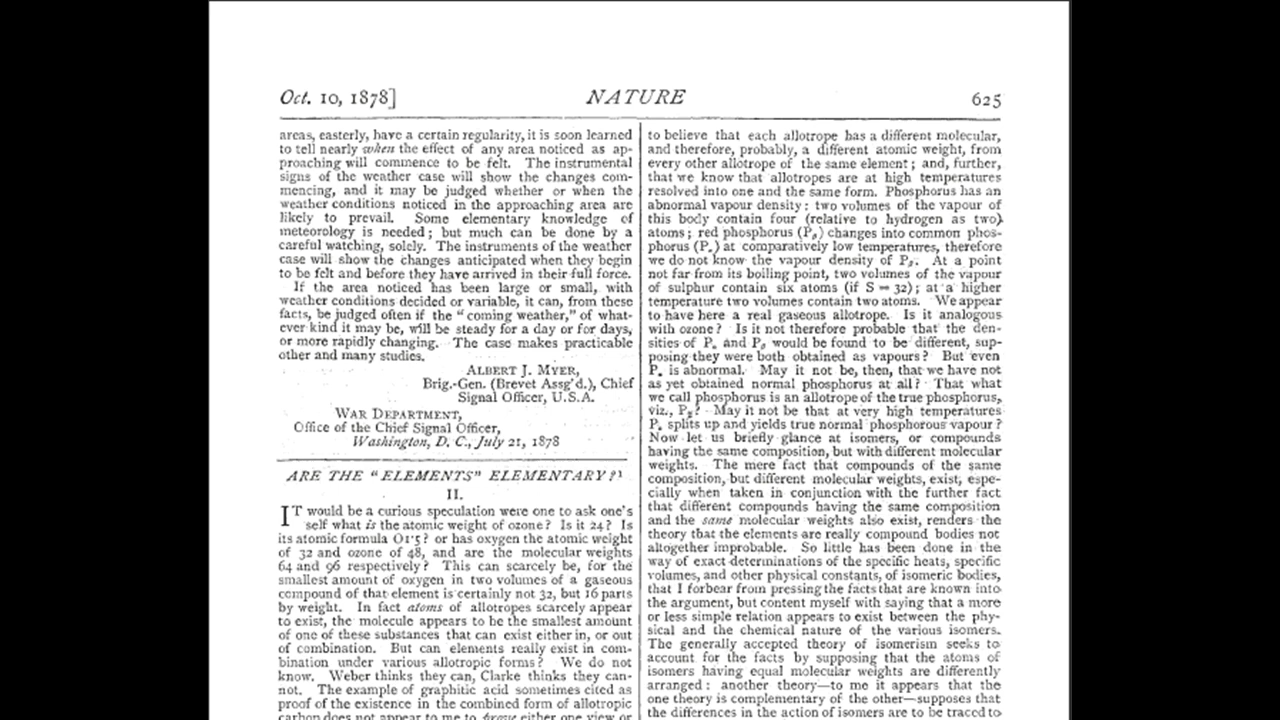 Oct. 10, 1878]
NATURE
625
areas, easterly, have a certain regularity, it is soon learned
to tell nearly when the effect of any area noticed as ap-
proaching will commence to be felt. The instrumental
signs of the weather case will show the changes com-
mencing, and it may be judged whether or when the
weather conditions noticed in the approaching area are
likely to prevail. Some elementary knowledge of
meteorology is needed; but much can be done by a
careful watching, solely. The instruments of the weather
case will show the changes anticipated when they begin
to be felt and before they have arrived in their full force.
If the area noticed has been large or small, with
weather conditions decided or variable, it can, from these
facts, be judged often if the "coming weather," of what-
ever kind it may be, will be steady for a day or for days,
or more rapidly changing. The case makes practicable
other and many studies.
ALBERT J. MYER,
Brig.-Gen. (Brevet Assg'd.), Chief
Signal Officer, U.S.A.
WAR DEPARTMENT,
Office of the Chief Signal Officer,
Washington, D. C., July 21, 1878
ARE THE "ELEMENTS" ELEMENTARY?¹
II.
IT would be a curious speculation were one to ask one's
self what is the atomic weight of ozone? Is it 24? Is
its atomic formula O1·5? or has oxygen the atomic weight
of 32 and ozone of 48, and are the molecular weights
64 and 96 respectively? This can scarcely be, for the
smallest amount of oxygen in two volumes of a gaseous
compound of that element is certainly not 32, but 16 parts
by weight. In fact atoms of allotropes scarcely appear
to exist, the molecule appears to be the smallest amount
of one of these substances that can exist either in, or out
of combination. But can elements really exist in com-
bination under various allotropic forms? We do not
know. Weber thinks they can, Clarke thinks they can-
not. The example of graphitic acid sometimes cited as
proof of the existence in the combined form of allotropic
carbon does not appear to me to prove either one view or
to believe that each allotrope has a different molecular,
and therefore, probably, a different atomic weight, from
every other allotrope of the same element; and, further,
that we know that allotropes are at high temperatures
resolved into one and the same form. Phosphorus has an
abnormal vapour density: two volumes of the vapour of
this body contain four (relative to hydrogen as two)
atoms; red phosphorus (Pᵦ) changes into common phos-
phorus (Pₐ) at comparatively low temperatures, therefore
we do not know the vapour density of Pᵦ. At a point
not far from its boiling point, two volumes of the vapour
of sulphur contain six atoms (if S = 32); at a higher
temperature two volumes contain two atoms. We appear
to have here a real gaseous allotrope. Is it analogous
with ozone? Is it not therefore probable that the den-
sities of Pₐ and Pᵦ would be found to be different, sup-
posing they were both obtained as vapours? But even
Pₐ is abnormal. May it not be, then, that we have not
as yet obtained normal phosphorus at all? That what
we call phosphorus is an allotrope of the true phosphorus,
viz., May it not be that at very high temperatures
Pₐ splits up and yields true normal phosphorous vapour?
Now let us briefly glance at isomers, or compounds
having the same composition, but with different molecular
weights. The mere fact that compounds of the same
composition, but different molecular weights, exist, espe-
cially when taken in conjunction with the further fact
that different compounds having the same composition
and the same molecular weights also exist, renders the
theory that the elements are really compound bodies not
altogether improbable. So little has been done in the
way of exact determinations of the specific heats, specific
volumes, and other physical constants, of isomeric bodies,
that I forbear from pressing the facts that are known into
the argument, but content myself with saying that a more
or less simple relation appears to exist between the phy-
sical and the chemical nature of the various isomers.
The generally accepted theory of isomerism seeks to
account for the facts by supposing that the atoms of
isomers having equal molecular weights are differently
arranged: another theory—to me it appears that the
one theory is complementary of the other—supposes that
the differences in the action of isomers are to be traced to